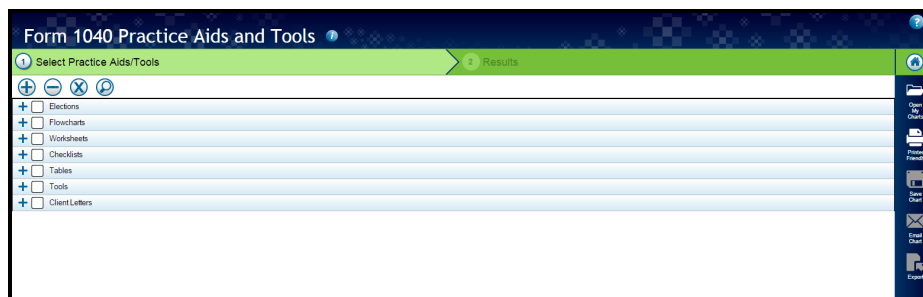 Form 1040 Practice Aids and Tools
1 Select Practice Aids/Tools
2 Results
Elections
Flowcharts
Worksheets
Checklists
Tables
Tools
Client Letters
?
Open
My
Charts
Printer
Friendly
Save
Chart
Email
Chart
Export